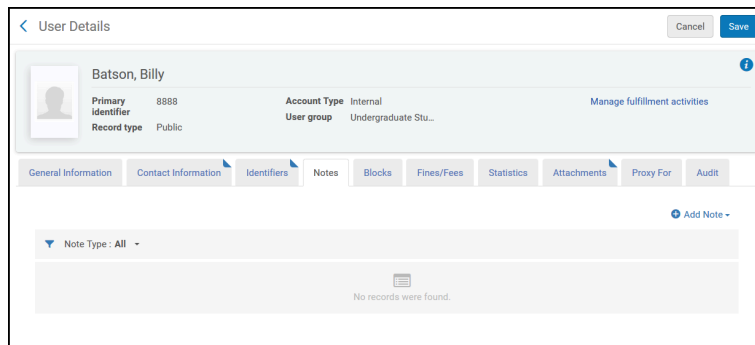 User Details
Cancel
Save
Batson, Billy
Primary identifier 8888
Account Type Internal
Manage fulfillment activities
User group Undergraduate Stu...
Record type Public
General Information Contact Information Identifiers Notes Blocks Fines/Fees Statistics Attachments Proxy For Audit
Add Note
Note Type : All
No records were found.